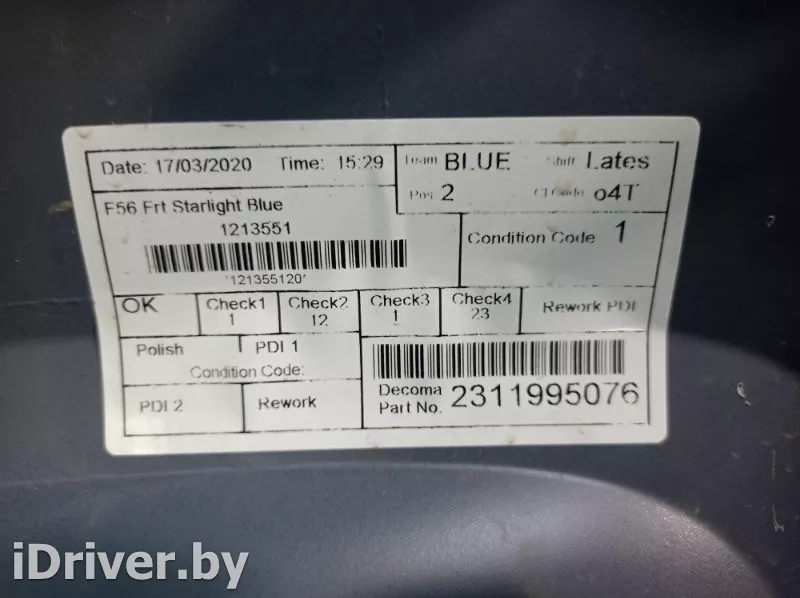 Date: 17/03/2020 Time: 15:29 Team BLUE Shift Lates
Pos 2 o4T
F56 Frt Starlight Blue
1213551
Condition Code 1
*121355120*
OK Check1 Check2 Check3 Check4 Rework PDI
1 12 1 23
Polish PDI 1
Condition Code:
PDI 2 Rework
Decoma
Part No. 2311995076
iDriver.by